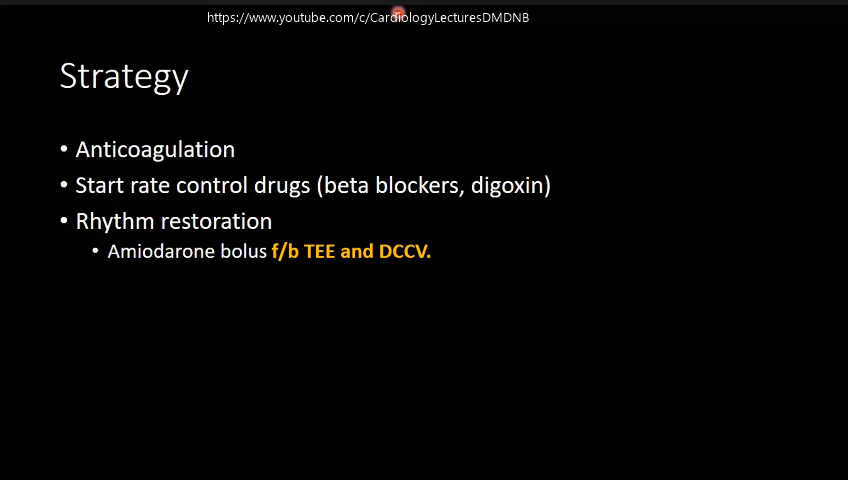 https://www.youtube.com/c/CardiologyLecturesDMDNB
Strategy
• Anticoagulation
• Start rate control drugs (beta blockers, digoxin)
• Rhythm restoration
• Amiodarone bolus f/b TEE and DCCV.